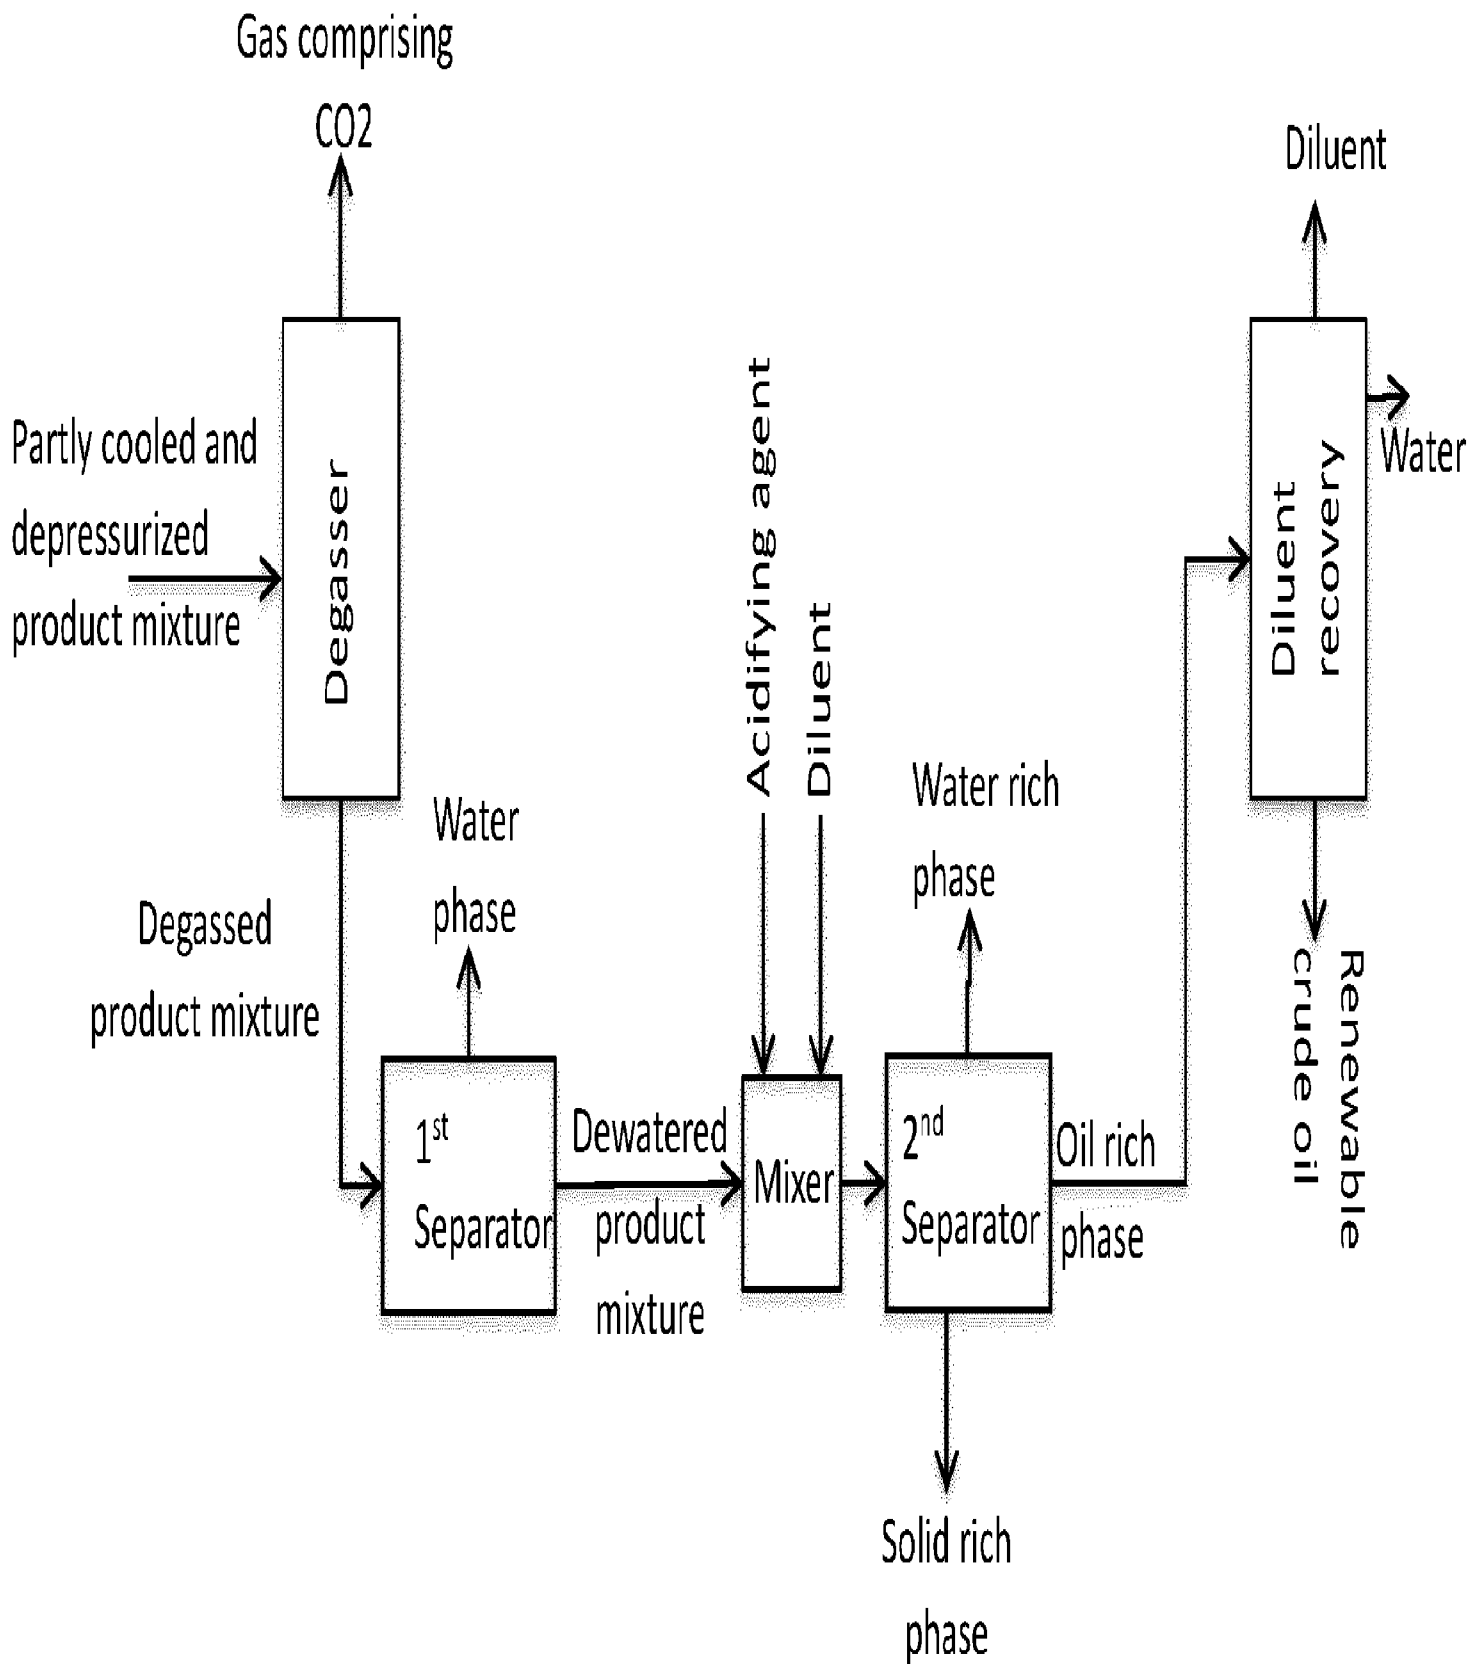 Gas comprising
CO2
Diluent
Partly cooled and
depressurized
product mixture
Degasser
Acidifying agent
Diluent
Diluent
recovery
Water
Water
phase
Water rich
phase
Degassed
product mixture
1st
Separator
Dewatered
product
mixture
Mixer
2nd
Separator
Oil rich
phase
Renewable
crude oil
Solid rich
phase